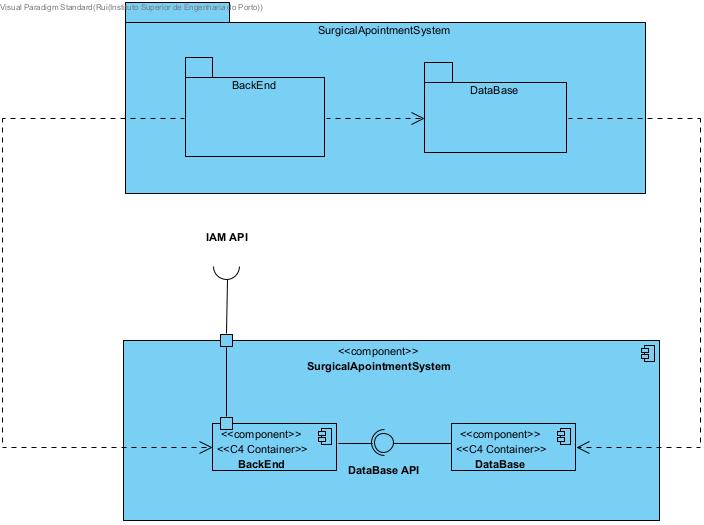 Visual Paradigm Standard(Rui(Instituto Superior de Engenharia do Porto))
SurgicalApointmentSystem
BackEnd
DataBase
IAM API
<<component>>
SurgicalApointmentSystem
<<component>>
<<C4 Container>>
BackEnd
DataBase API
<<component>>
<<C4 Container>>
DataBase